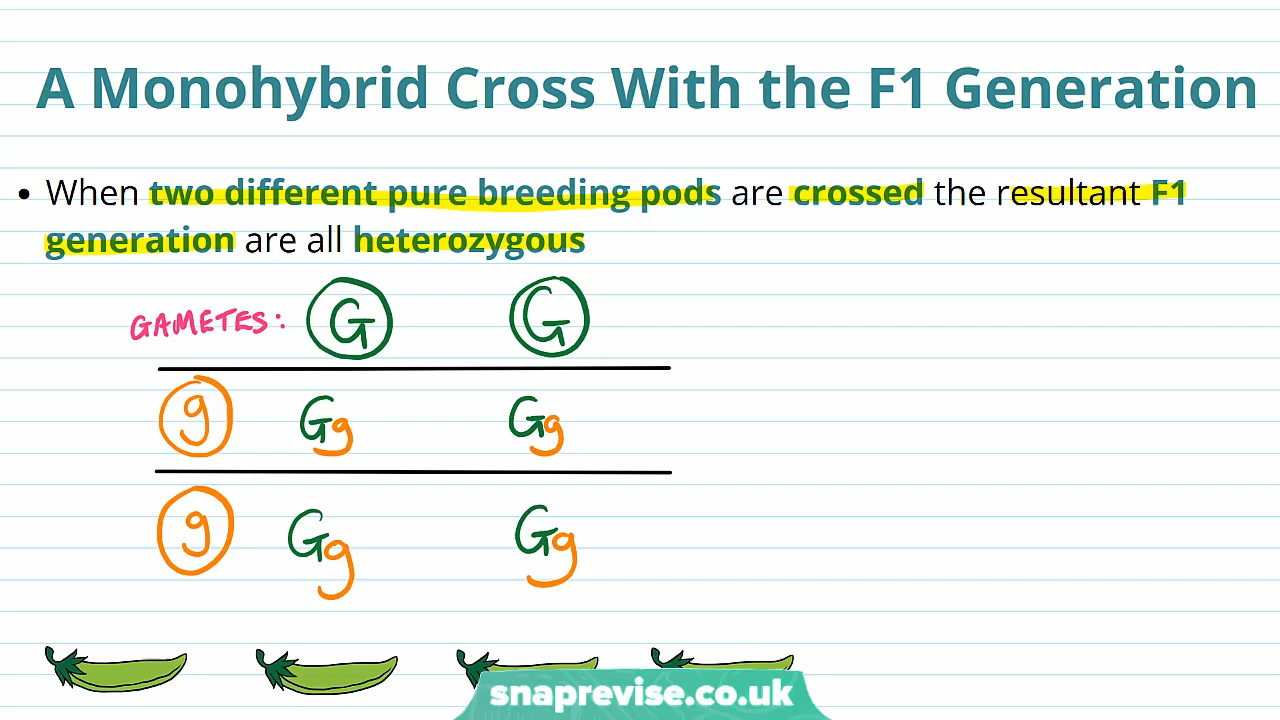 A Monohybrid Cross With the F1 Generation
• When two different pure breeding pods are crossed the resultant F1
generation are all heterozygous
GAMETES: G G
g Gg Gg
g Gg Gg
snaprevise.co.uk